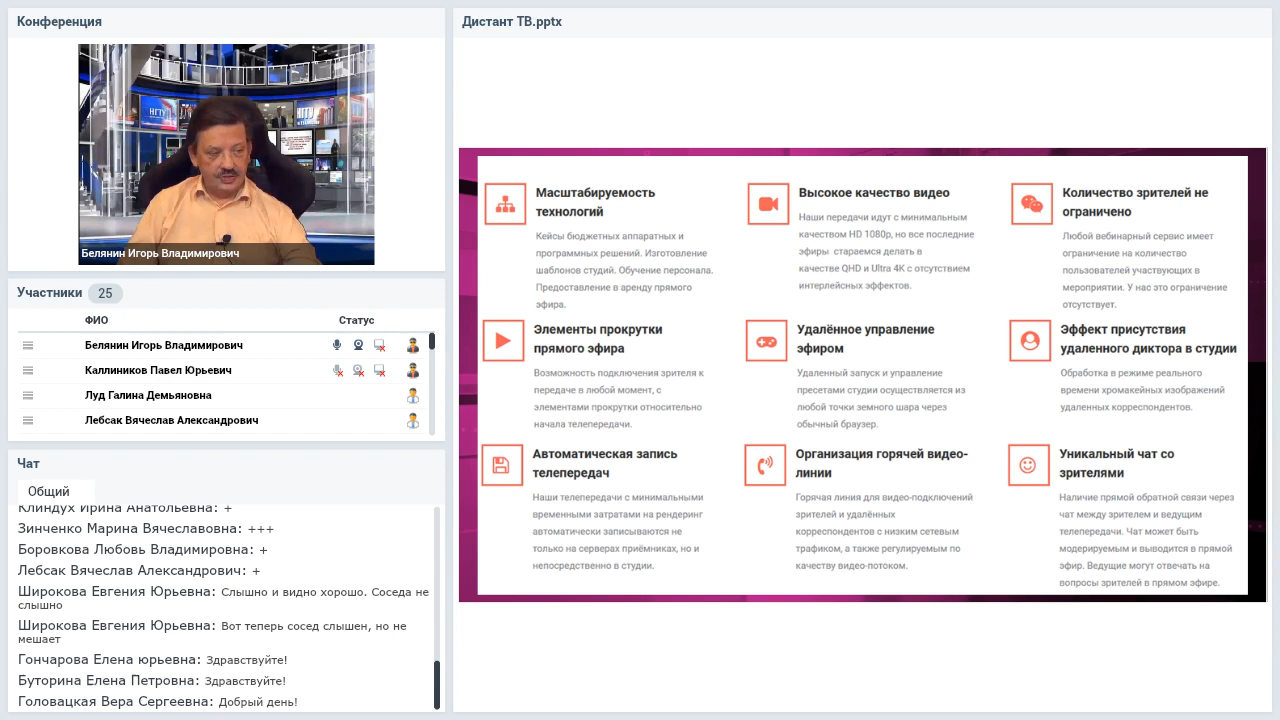 Конференция
НГТУ
НГТУ
Белянин Игорь Владимирович
Участники 25
ФИО Статус
Белянин Игорь Владимирович
Каллиников Павел Юрьевич
Луд Галина Демьяновна
Лебсак Вячеслав Александрович
Чат
Общий
Клиндух Ирина Анатольевна: +
Зинченко Марина Вячеславовна: +++
Боровкова Любовь Владимировна: +
Лебсак Вячеслав Александрович: +
Широкова Евгения Юрьевна: Слышно и видно хорошо. Соседа не
слышно
Широкова Евгения Юрьевна: Вот теперь сосед слышен, но не
мешает
Гончарова Елена юрьевна: Здравствуйте!
Буторина Елена Петровна: Здравствуйте!
Головацкая Вера Сергеевна: Добрый день!
Дистант ТВ.pptx
Масштабируемость
технологий
Кейсы бюджетных аппаратных и
программных решений. Изготовление
шаблонов студий. Обучение персонала.
Предоставление в аренду прямого
эфира.
Высокое качество видео
Наши передачи идут с минимальным
качеством HD 1080p, но все последние
эфиры стараемся делать в
качестве QHD и Ultra 4K с отсутствием
интерлейсных эффектов.
Количество зрителей не
ограничено
Любой вебинарный сервис имеет
ограничение на количество
пользователей участвующих в
мероприятии. У нас это ограничение
отсутствует.
Элементы прокрутки
прямого эфира
Возможность подключения зрителя к
передаче в любой момент, с
элементами прокрутки относительно
начала телепередачи.
Удалённое управление
эфиром
Удаленный запуск и управление
пресетами студии осуществляется из
любой точки земного шара через
обычный браузер.
Эффект присутствия
удаленного диктора в студии
Обработка в режиме реального
времени хромакейных изображений
удаленных корреспондентов.
Автоматическая запись
телепередач
Наши телепередачи с минимальными
временными затратами на рендеринг
автоматически записываются не
только на серверах приёмниках, но и
непосредственно в студии.
Организация горячей видео-
линии
Горячая линия для видео-подключений
зрителей и удалённых
корреспондентов с низким сетевым
трафиком, а также регулируемым по
качеству видео-потоком.
Уникальный чат со
зрителями
Наличие прямой обратной связи через
чат между зрителем и ведущим
телепередачи. Чат может быть
модерируемым и выводится в прямой
эфир. Ведущие могут отвечать на
вопросы зрителей в прямом эфире.